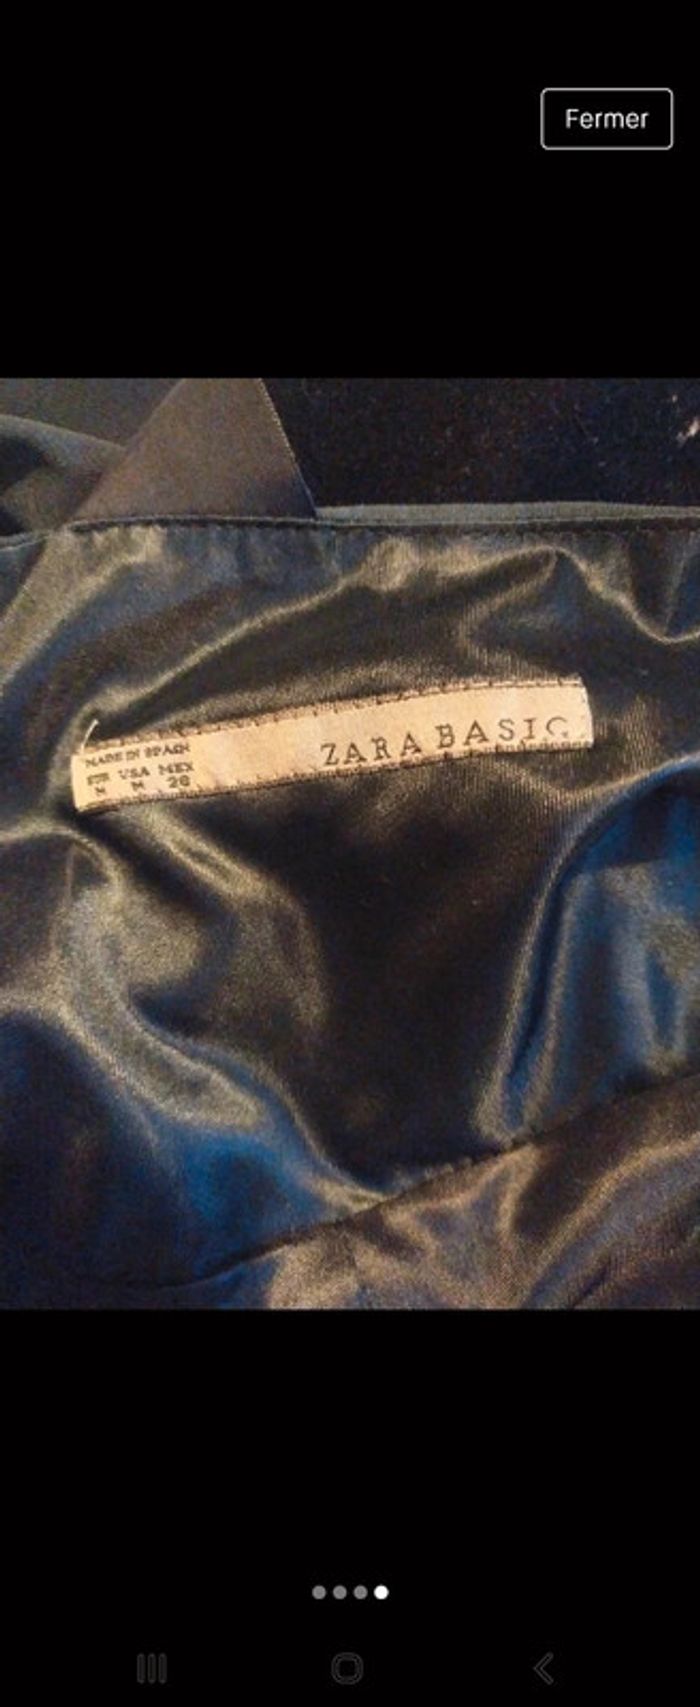 Fermer
ZARA BASIC
MADE IN SPAIN
EUR USA MEX
M M 28